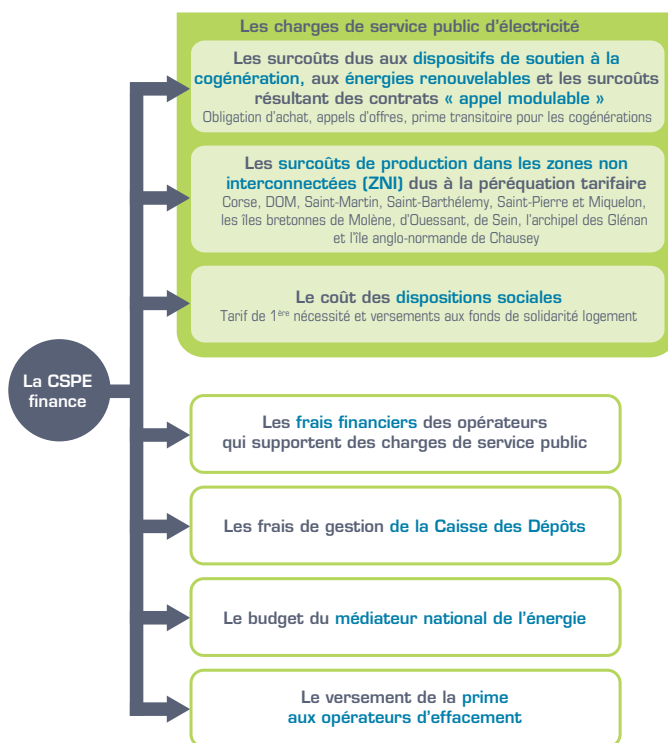 Les charges de service public d'électricité
Les surcoûts dus aux dispositifs de soutien à la
cogénération, aux énergies renouvelables et les surcoûts
résultant des contrats « appel modulable »
Obligation d'achat, appels d'offres, prime transitoire pour les cogénérations
Les surcoûts de production dans les zones non
interconnectées (ZNI) dus à la péréquation tarifaire
Corse, DOM, Saint-Martin, Saint-Barthélemy, Saint-Pierre et Miquelon,
les îles bretonnes de Molène, d'Ouessant, de Sein, l'archipel des Glénan
et l'île anglo-normande de Chausey
Le coût des dispositions sociales
Tarif de 1ère nécessité et versements aux fonds de solidarité logement
La CSPE
finance
Les frais financiers des opérateurs
qui supportent des charges de service public
Les frais de gestion de la Caisse des Dépôts
Le budget du médiateur national de l'énergie
Le versement de la prime
aux opérateurs d'effacement